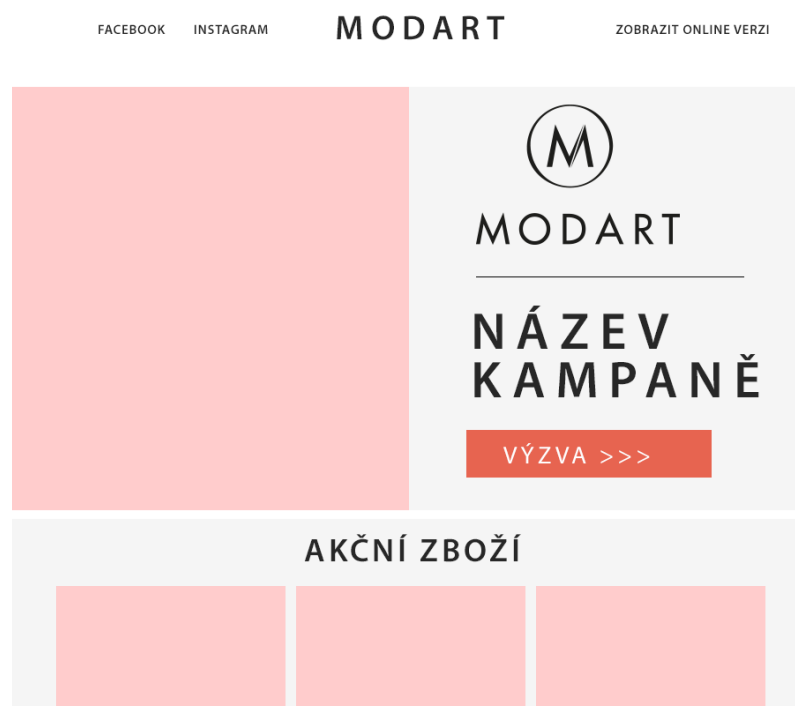 FACEBOOK INSTAGRAM MODART ZOBRAZIT ONLINE VERZI
M
MODART
NÁZEV
KAMPANĚ
VÝZVA >>>
AKČNÍ ZBOŽÍ